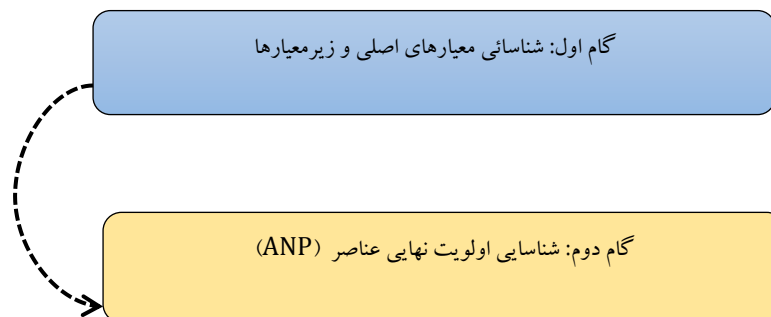 گام اول: شناسائی معیارهای اصلی و زیرمعیارها
گام دوم: شناسایی اولویت نهایی عناصر (ANP)